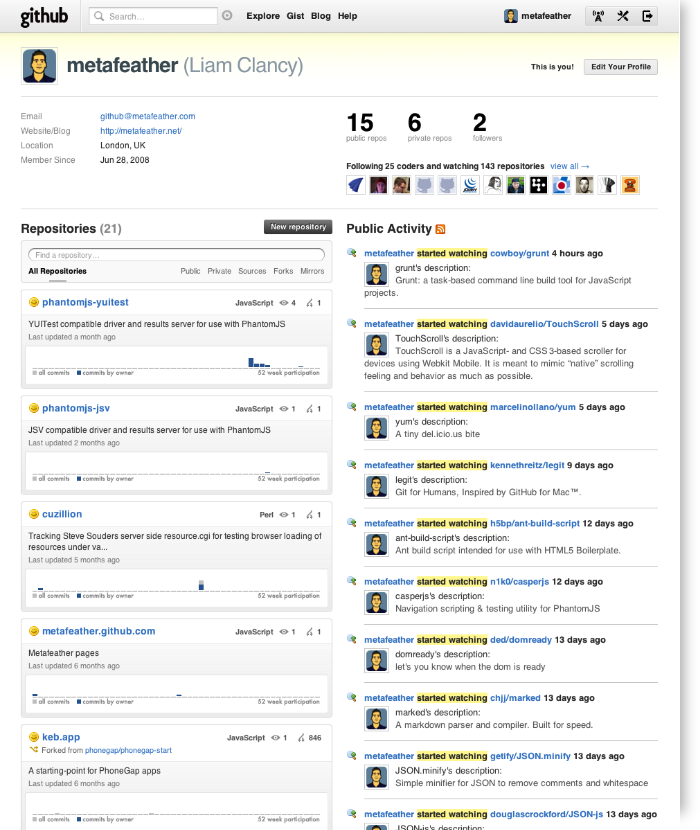 github
Search...
Explore Gist Blog Help
metafeather
metafeather (Liam Clancy)
This is you!
Edit Your Profile
Email github@metafeather.com
Website/Blog http://metafeather.net/
Location London, UK
Member Since Jun 28, 2008
15 6 2
public repos private repos followers
Following 25 coders and watching 143 repositories view all →
Repositories (21)
New repository
Find a repository...
All Repositories Public Private Sources Forks Mirrors
phantomjs-yuitest JavaScript 4 1
YUITest compatible driver and results server for use with PhantomJS
Last updated a month ago
all commits commits by owner 52 week participation
phantomjs-jsv JavaScript 1 1
JSV compatible driver and results server for use with PhantomJS
Last updated 2 months ago
all commits commits by owner 52 week participation
cuzillion Perl 1 1
Tracking Steve Souders server side resource.cgi for testing browser loading of
resources under va...
Last updated 5 months ago
all commits commits by owner 52 week participation
metafeather.github.com JavaScript 1 1
Metafeather pages
Last updated 6 months ago
all commits commits by owner 52 week participation
keb.app JavaScript 1 846
Forked from phonegap/phonegap-start
A starting-point for PhoneGap apps
Last updated 6 months ago
all commits commits by owner 52 week participation
Public Activity
metafeather started watching cowboy/grunt 4 hours ago
grunt's description:
Grunt: a task-based command line build tool for JavaScript
projects.
metafeather started watching davidaurelio/TouchScroll 5 days ago
TouchScroll's description:
TouchScroll is a JavaScript- and CSS3-based scroller for
devices using Webkit Mobile. It is meant to mimic “native” scrolling
feeling and behavior as much as possible.
metafeather started watching marcelinollano/yum 5 days ago
yum's description:
A tiny del.icio.us bite
metafeather started watching kennethreitz/legit 9 days ago
legit's description:
Git for Humans, Inspired by GitHub for Mac™.
metafeather started watching h5bp/ant-build-script 12 days ago
ant-build-script's description:
Ant build script intended for use with HTML5 Boilerplate.
metafeather started watching n1k0/casperjs 12 days ago
casperjs's description:
Navigation scripting & testing utility for PhantomJS
metafeather started watching ded/domready 13 days ago
domready's description:
let's you know when the dom is ready
metafeather started watching chjj/marked 13 days ago
marked's description:
A markdown parser and compiler. Built for speed.
metafeather started watching getify/JSON.minify 13 days ago
JSON.minify's description:
Simple minifier for JSON to remove comments and whitespace
metafeather started watching douglascrockford/JSON-js 13 days ago
JSON-js's description: